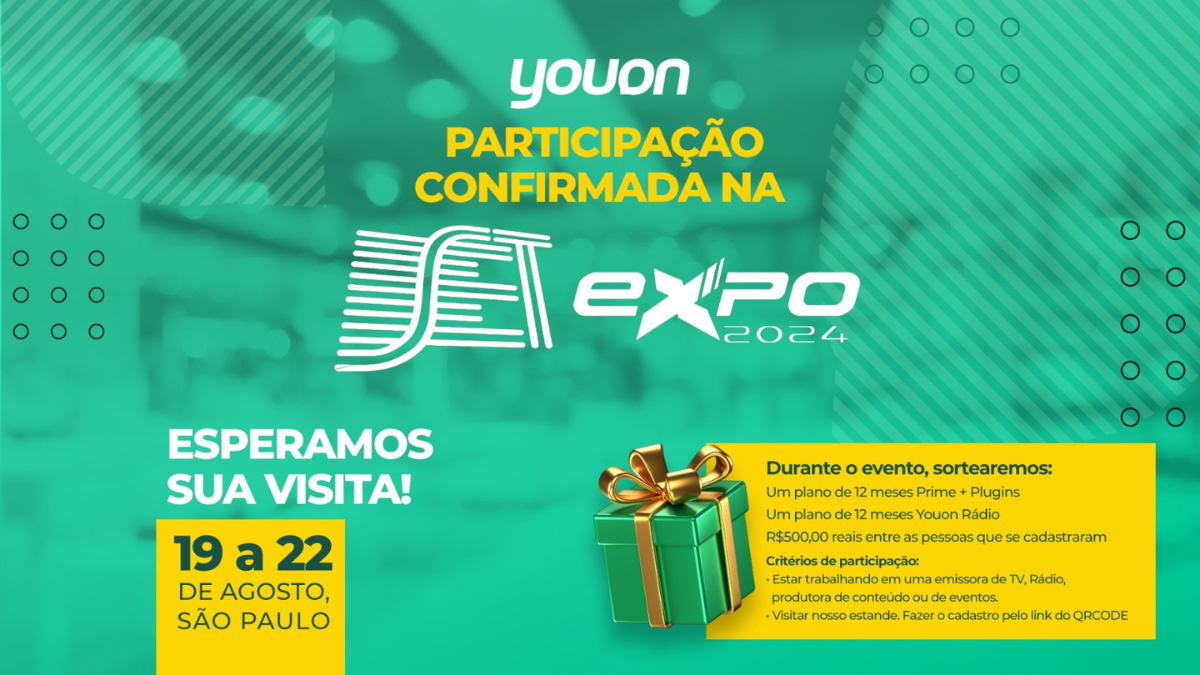 youon
PARTICIPAÇÃO
CONFIRMADA NA
SET expo
2024
ESPERAMOS
SUA VISITA!
19 a 22
DE AGOSTO,
SÃO PAULO
Durante o evento, sortearemos:
Um plano de 12 meses Prime + Plugins
Um plano de 12 meses Youon Rádio
R$500,00 reais entre as pessoas que se cadastraram
Critérios de participação:
• Estar trabalhando em uma emissora de TV, Rádio,
produtora de conteúdo ou de eventos.
• Visitar nosso estande. Fazer o cadastro pelo link do QRCODE